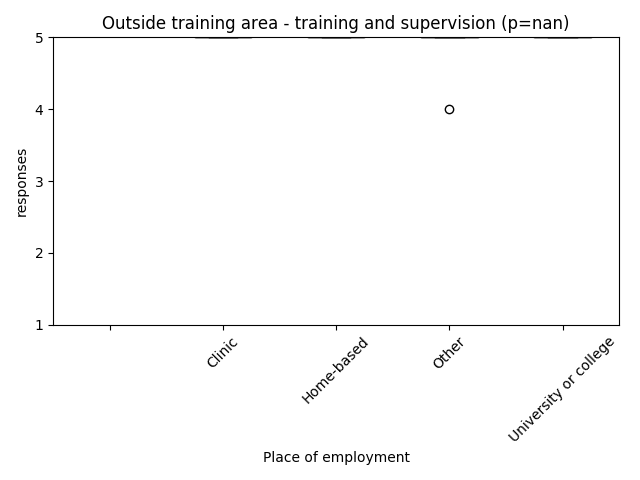 Outside training area - training and supervision (p=nan)
5
4
3
2
1
responses
Clinic
Home-based
Other
University or college
Place of employment